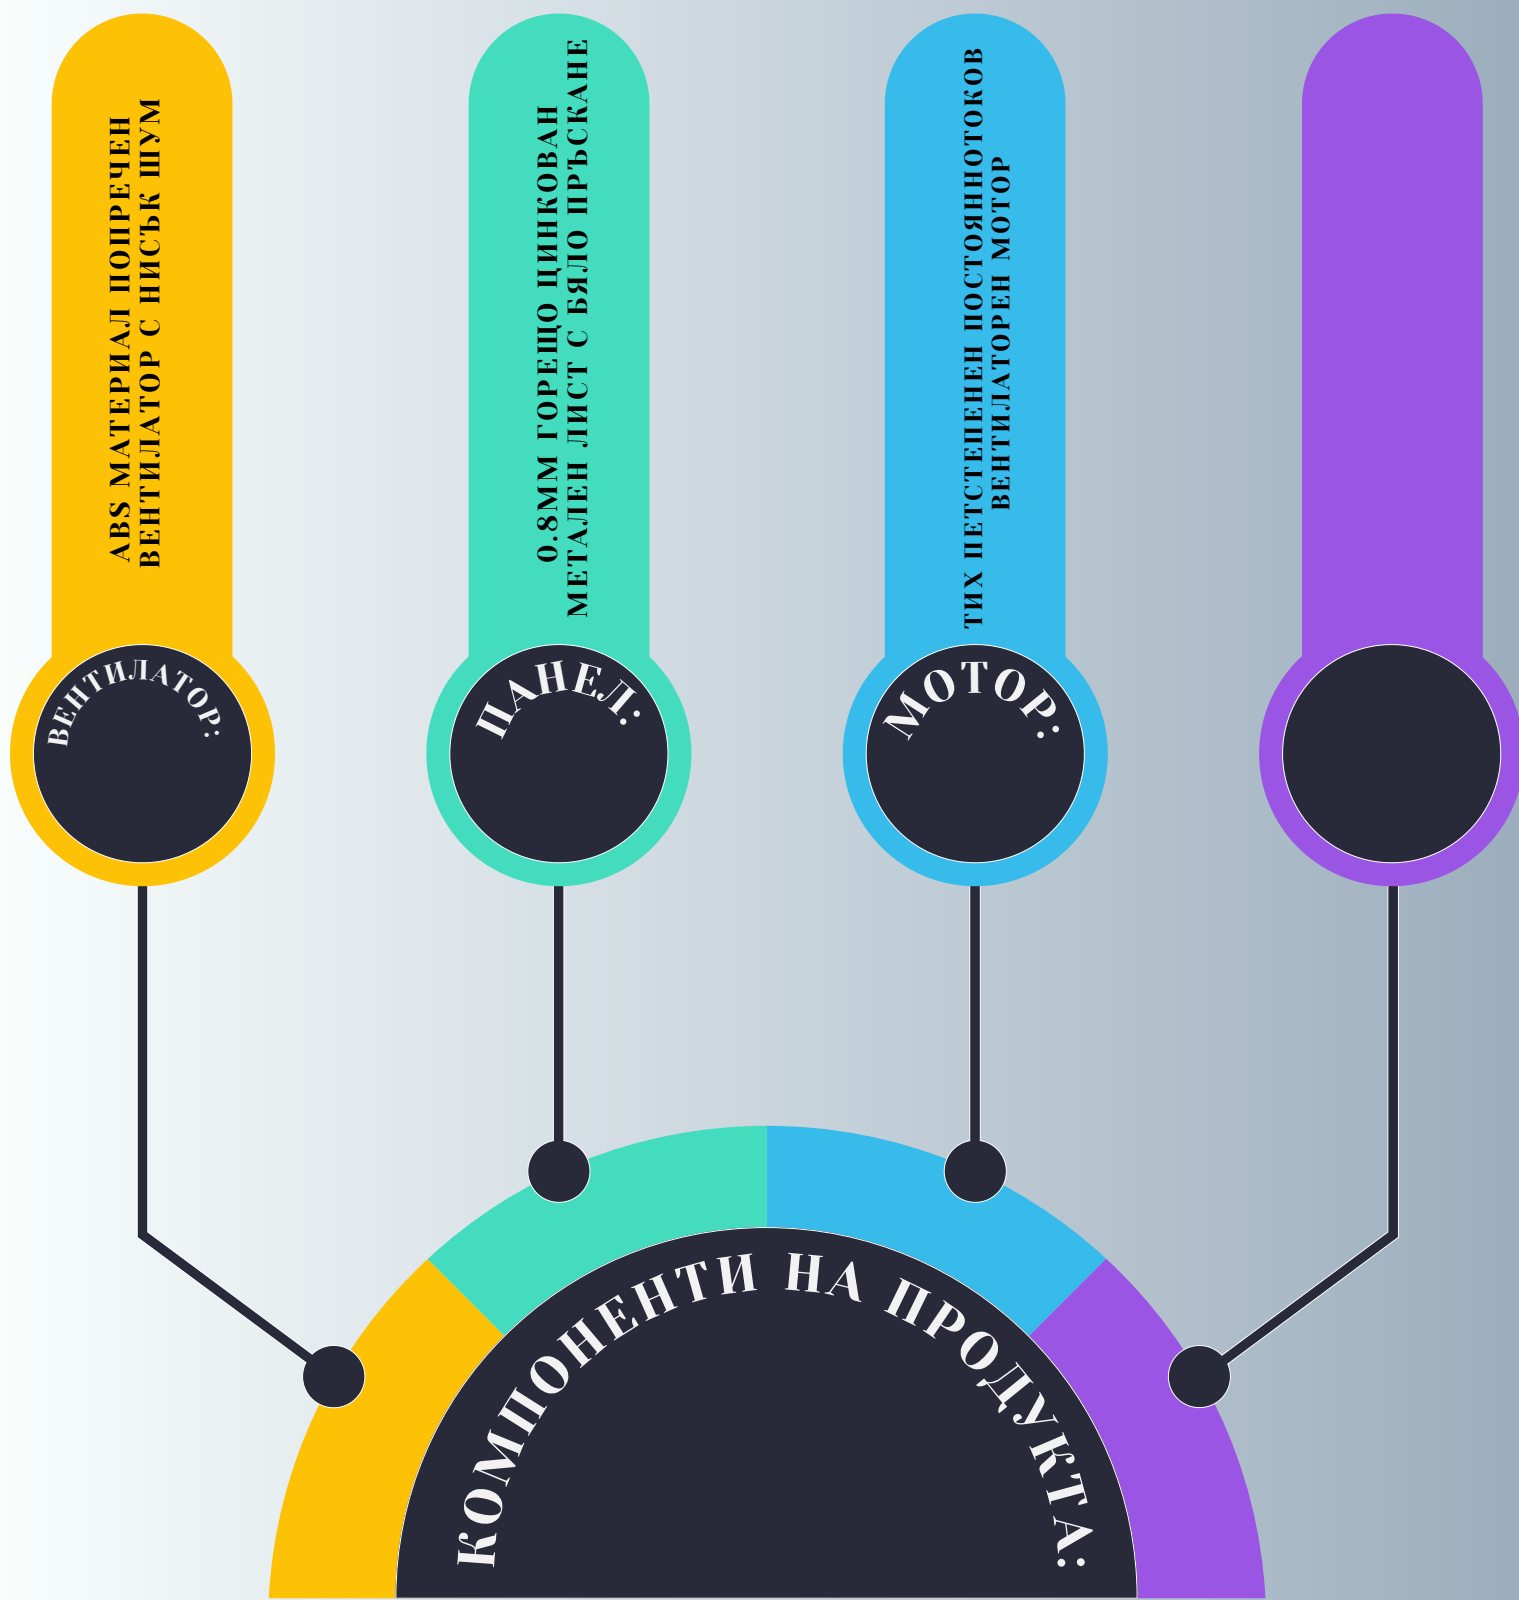 ABS МАТЕРИАЛ ПОПРЕЧЕН
ВЕНТИЛАТОР С НИСЪК ШУМ
ВЕНТИЛАТОР:
0.8ММ ГОРЕЩО ЦИНКОВАН
МЕТАЛЕН ЛИСТ С БЯЛО ПРЪСКАНЕ
ПАНЕЛ:
ТИХ ПЕТСТЕПЕНЕН ПОСТОЯННОТОКОВ
ВЕНТИЛАТОРЕН МОТОР
МОТОР:
КОМПОНЕНТИ НА ПРОДУКТА: